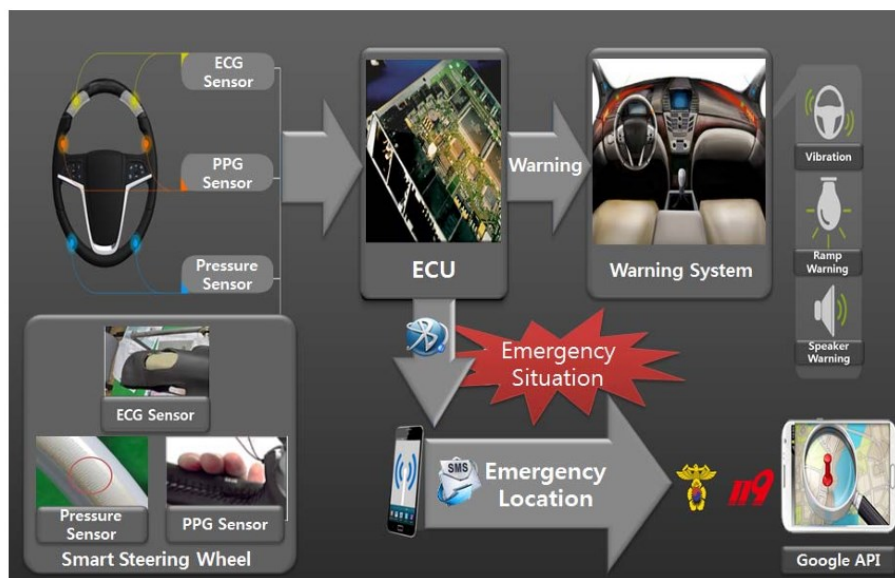 ECG
Sensor
PPG
Sensor
Pressure
Sensor
ECU
Warning
Warning System
Vibration
Ramp
Warning
Speaker
Warning
Emergency
Situation
ECG Sensor
Pressure
Sensor
PPG Sensor
Smart Steering Wheel
SMS
Emergency
Location
119
Google API